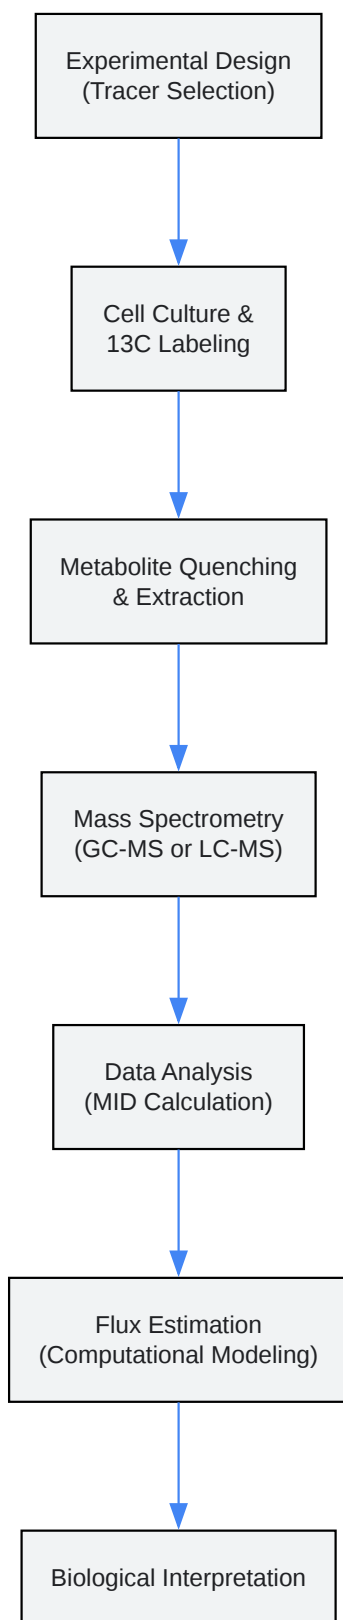 Experimental Design
(Tracer Selection)
Cell Culture &
13C Labeling
Metabolite Quenching
& Extraction
Mass Spectrometry
(GC-MS or LC-MS)
Data Analysis
(MID Calculation)
Flux Estimation
(Computational Modeling)
Biological Interpretation